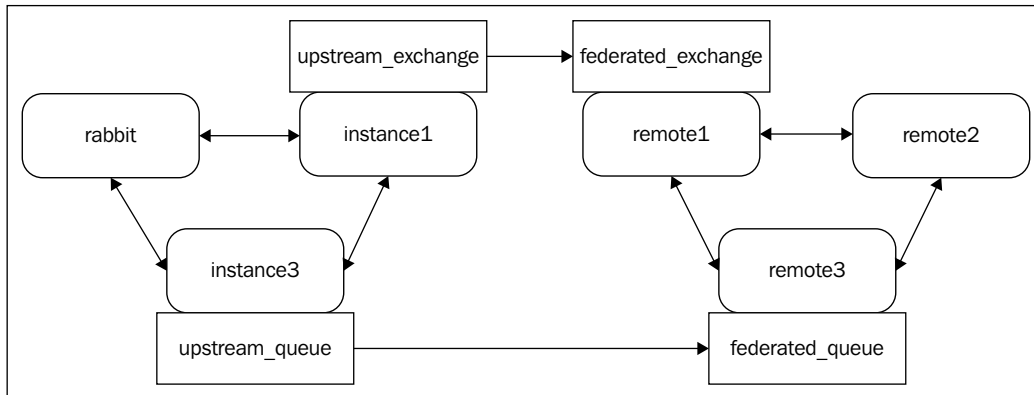 upstream_exchange
federated_exchange
rabbit
instance1
remote1
remote2
instance3
remote3
upstream_queue
federated_queue